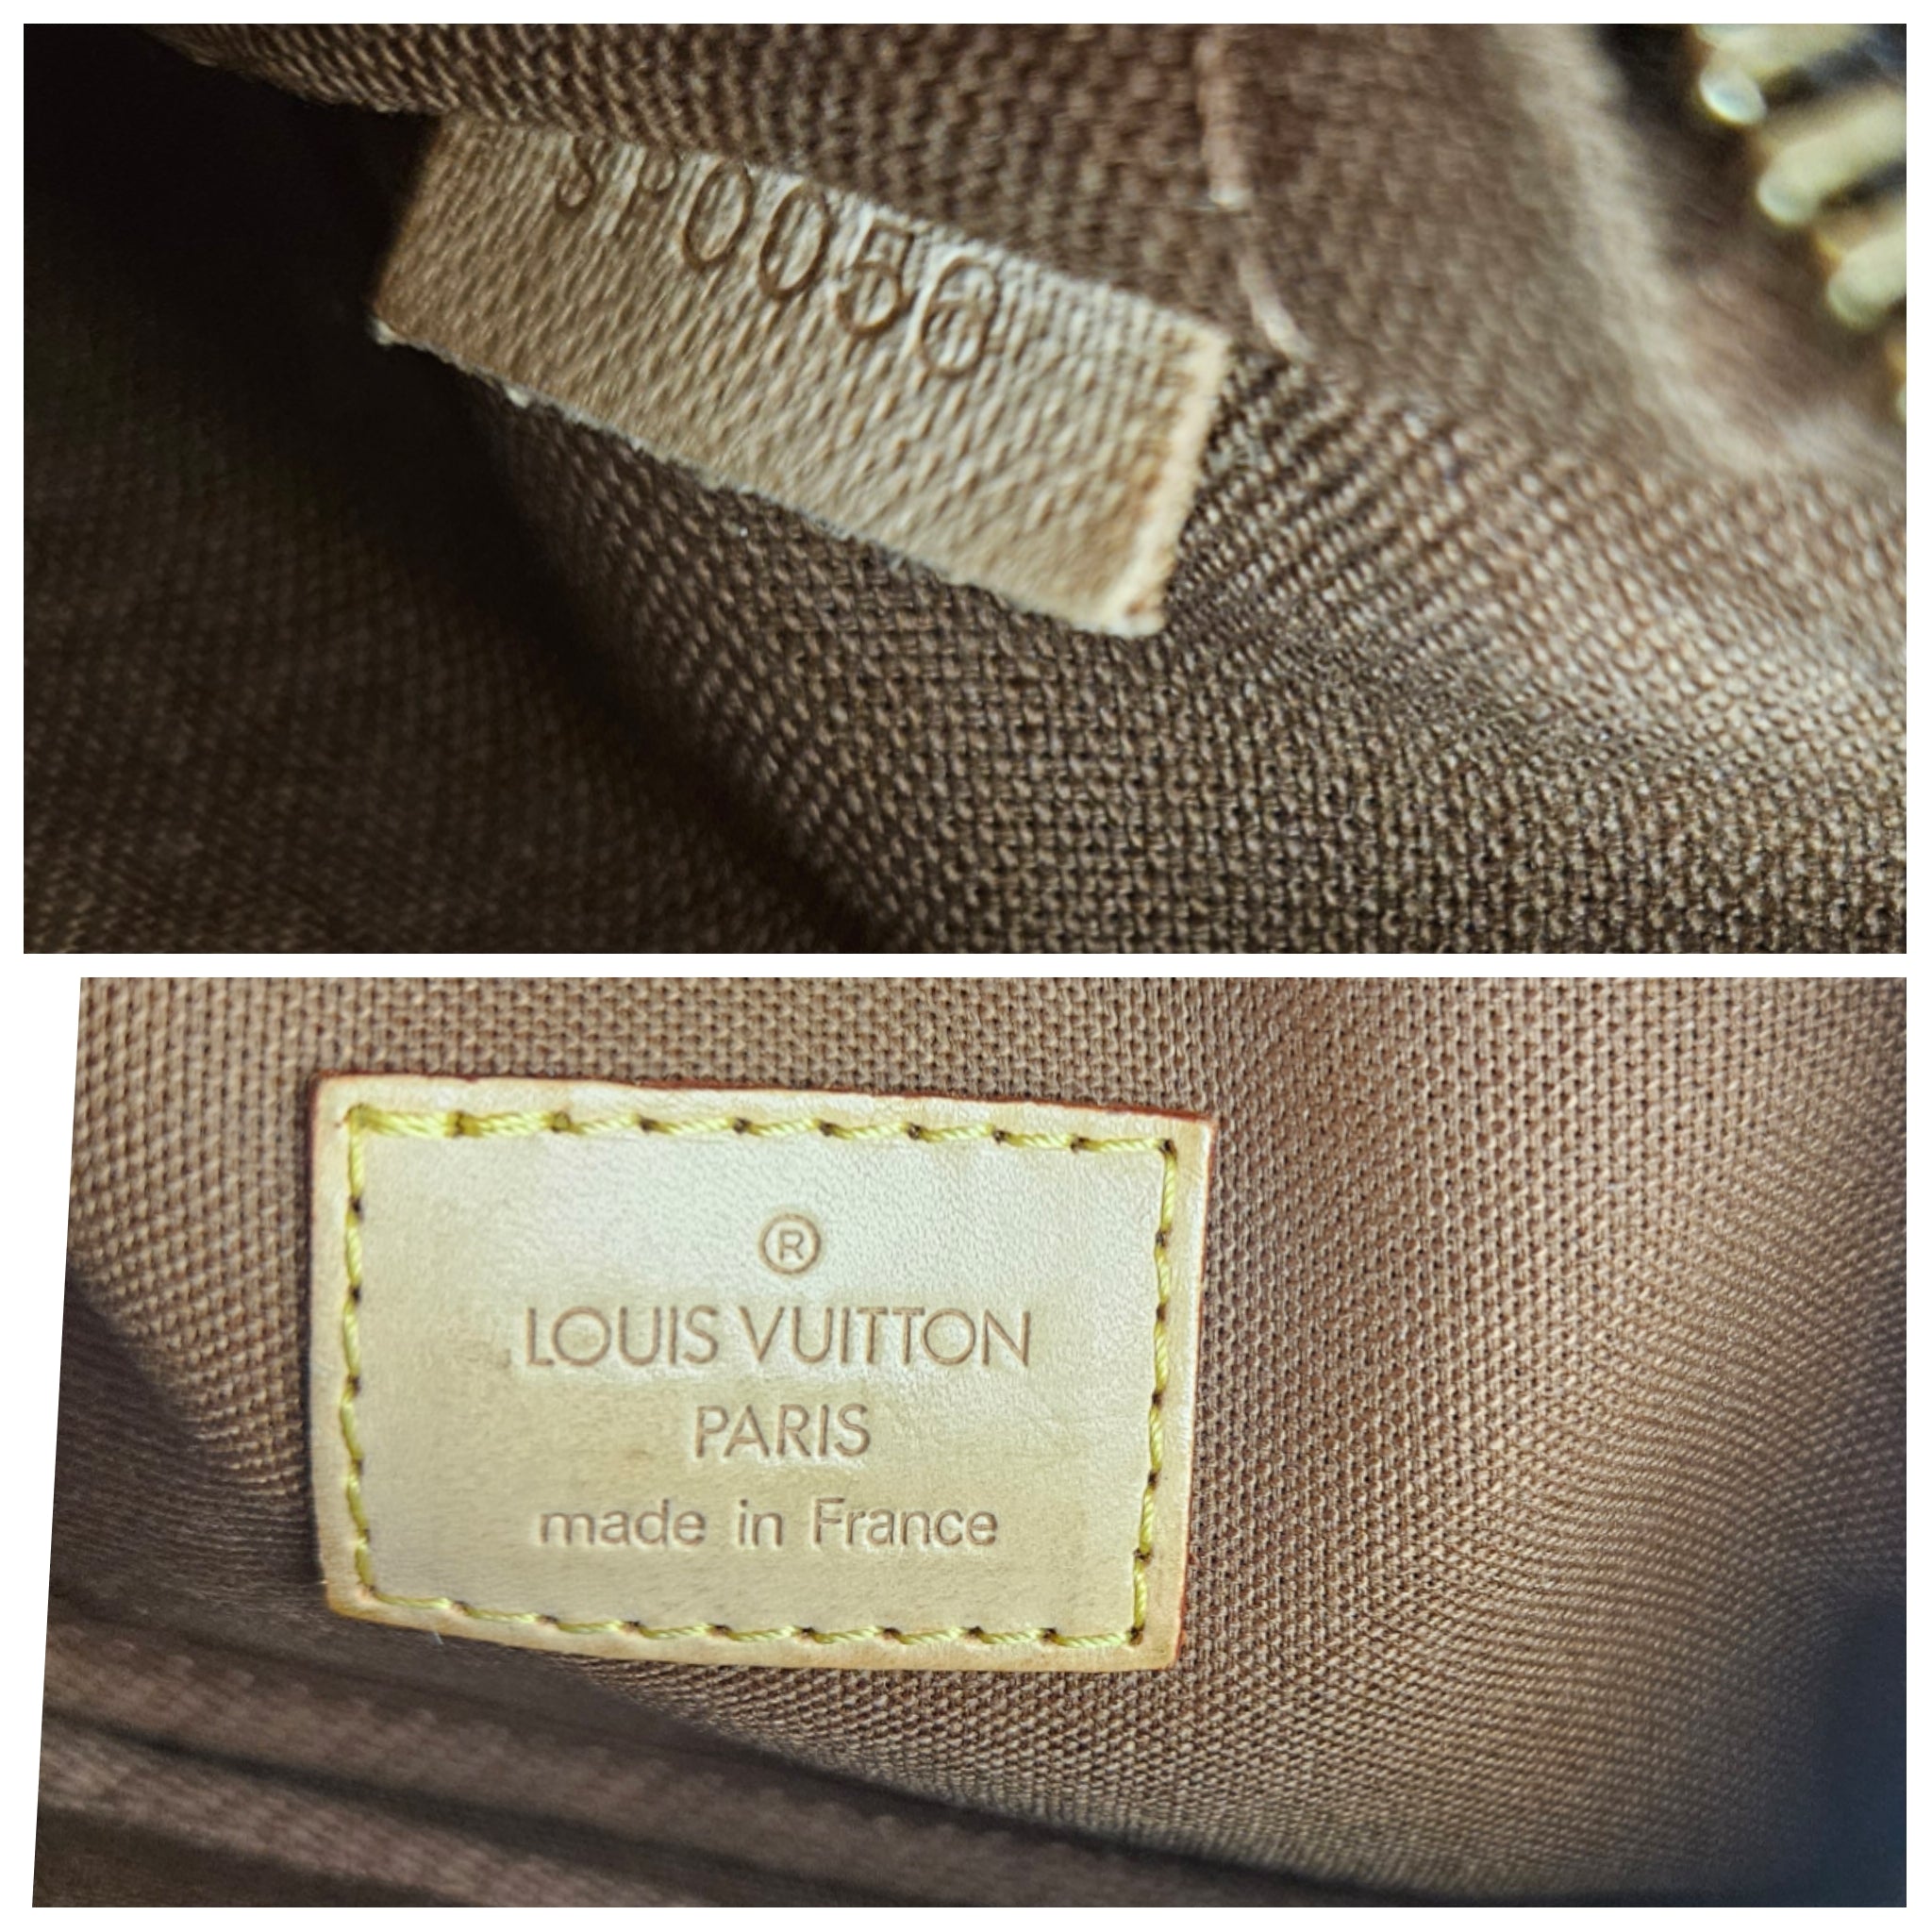 SP0056
®
LOUIS VUITTON
PARIS
made in France